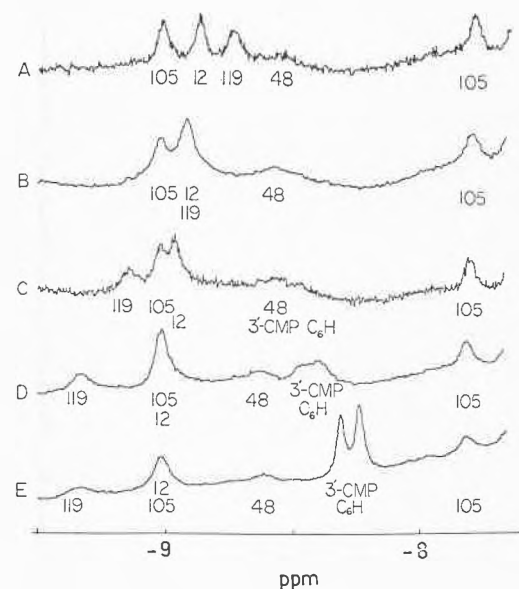 A
105 12 119 48 105
B
105 12 48 105
119
C
119 105 48 105
12 3'-CMP C₆H
D
119 105 48 3'-CMP 105
12 C₆H
E
12 3'-CMP
119 105 48 C₆H 105
-9 -8
ppm